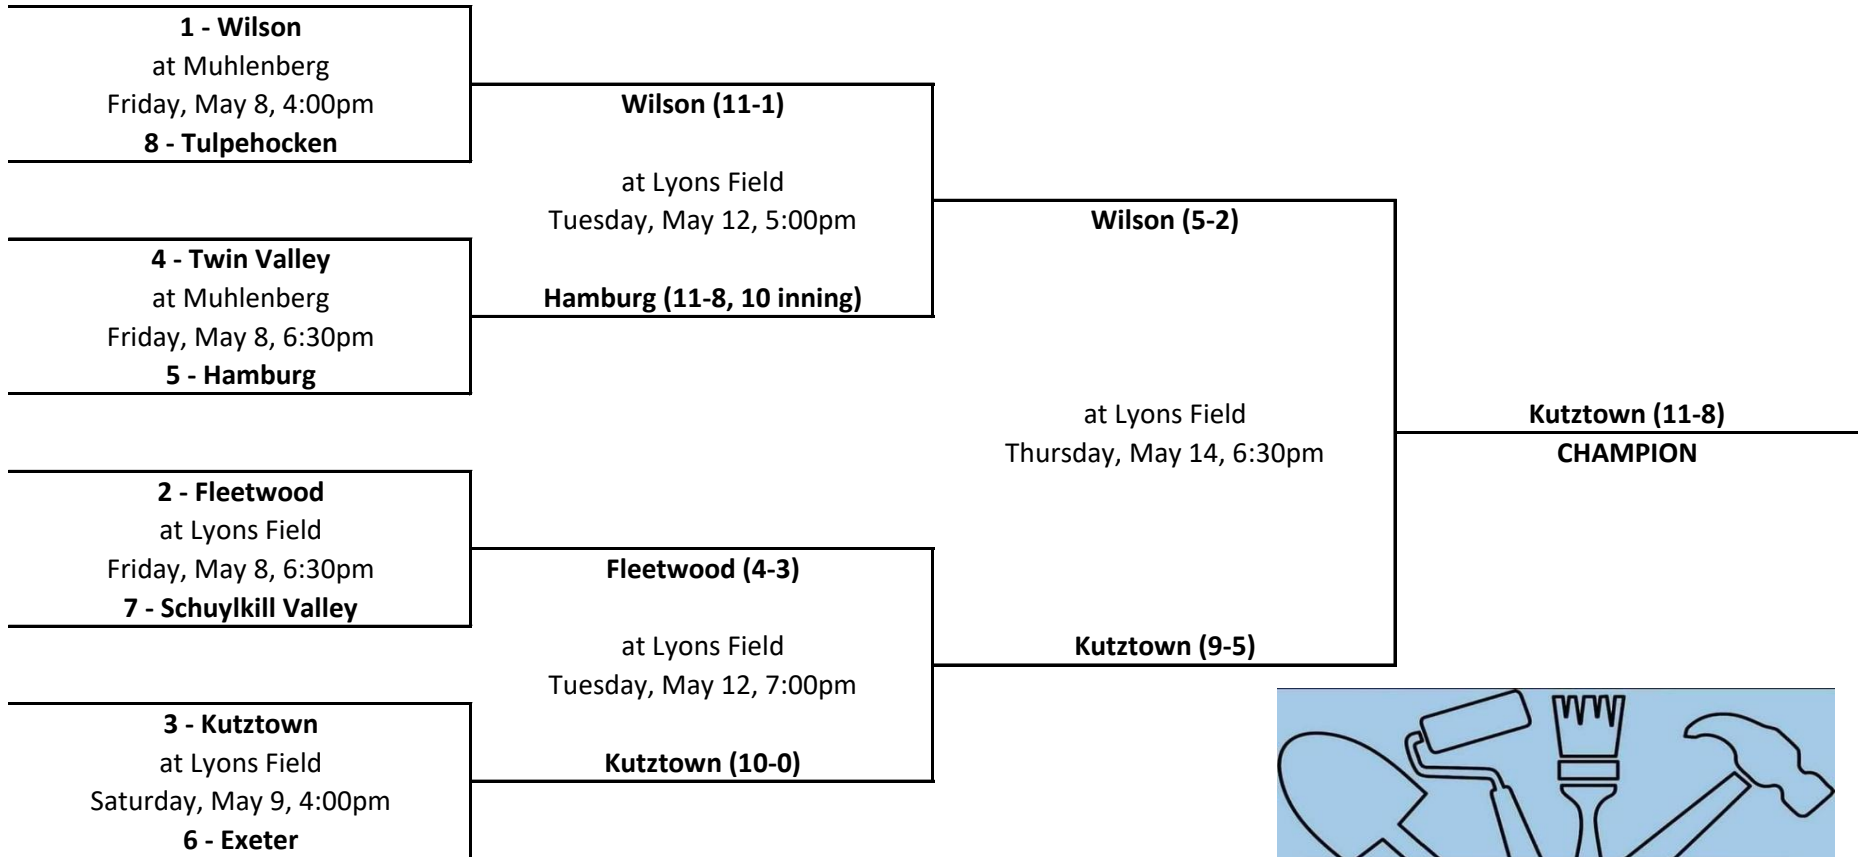 1 - Wilson
at Muhlenberg
Friday, May 8, 4:00pm
8 - Tulpehocken
4 - Twin Valley
at Muhlenberg
Friday, May 8, 6:30pm
5 - Hamburg
2 - Fleetwood
at Lyons Field
Friday, May 8, 6:30pm
7 - Schuylkill Valley
3 - Kutztown
at Lyons Field
Saturday, May 9, 4:00pm
6 - Exeter
Wilson (11-1)
at Lyons Field
Tuesday, May 12, 5:00pm
Hamburg (11-8, 10 inning)
Fleetwood (4-3)
at Lyons Field
Tuesday, May 12, 7:00pm
Kutztown (10-0)
Wilson (5-2)
at Lyons Field
Thursday, May 14, 6:30pm
Kutztown (9-5)
Kutztown (11-8)
CHAMPION